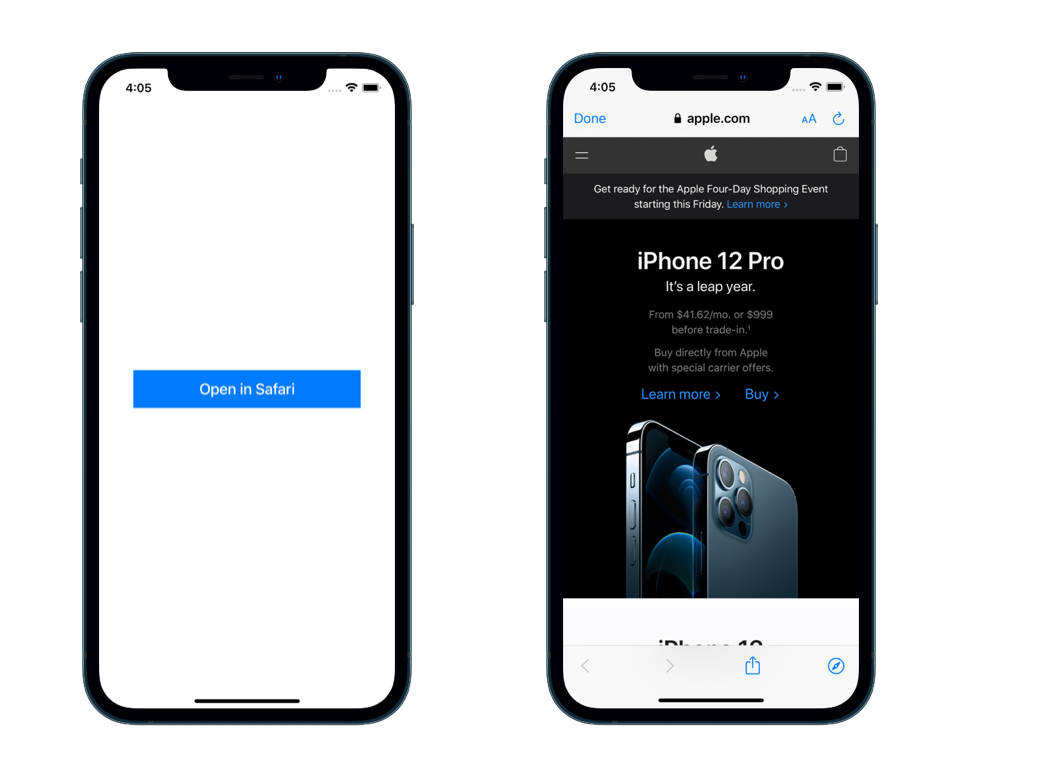 4:05
Open in Safari
4:05
Done
apple.com
AA
Get ready for the Apple Four-Day Shopping Event
starting this Friday. Learn more >
iPhone 12 Pro
It's a leap year.
From $41.62/mo. or $999
before trade-in.¹
Buy directly from Apple
with special carrier offers.
Learn more > Buy >